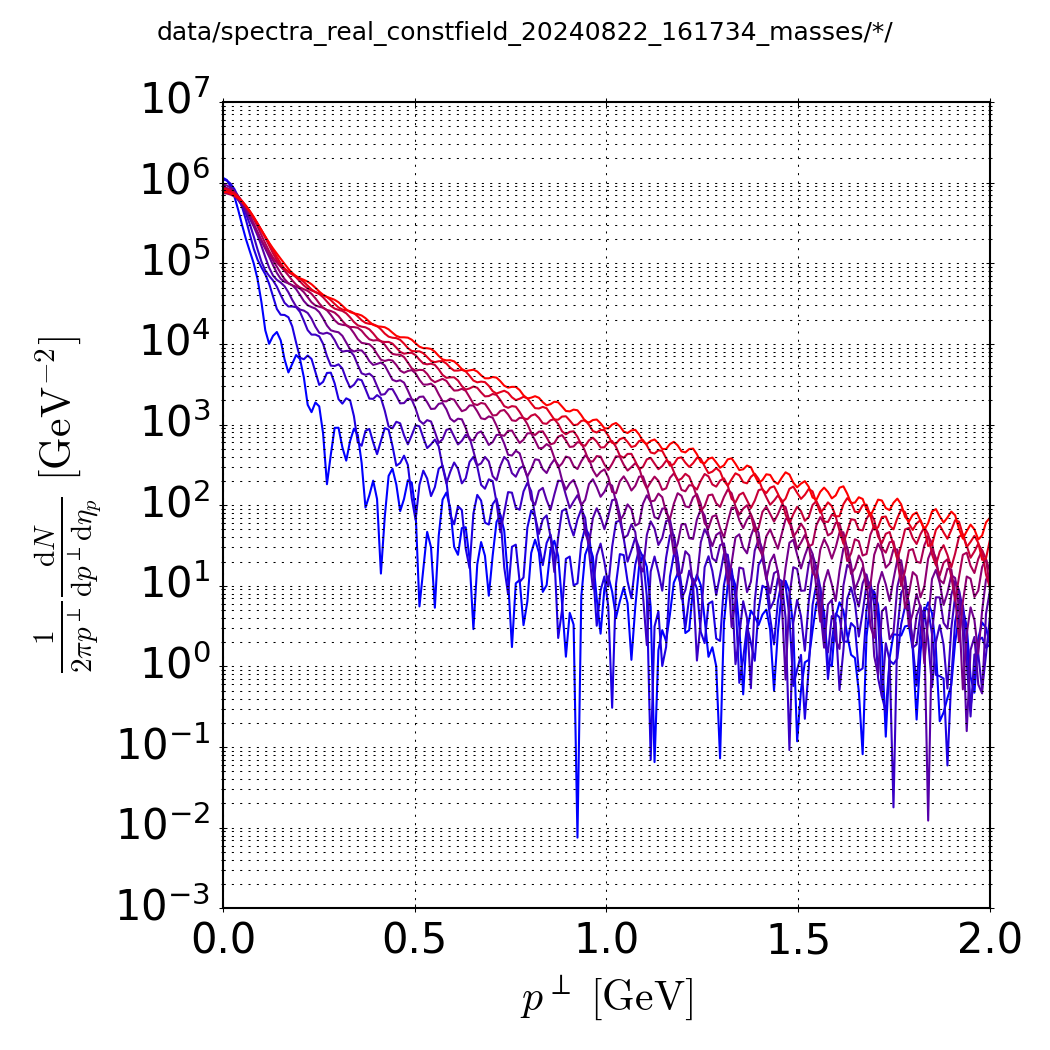 data/spectra_real_constfield_20240822_161734_masses/*/
10^7
10^6
10^5
10^4
10^3
10^2
10^1
10^0
10^−1
10^−2
10^−3
1/(2πp^⊥) dN/(dp^⊥dη_p) [GeV^−2]
0.0 0.5 1.0 1.5 2.0
p^⊥ [GeV]